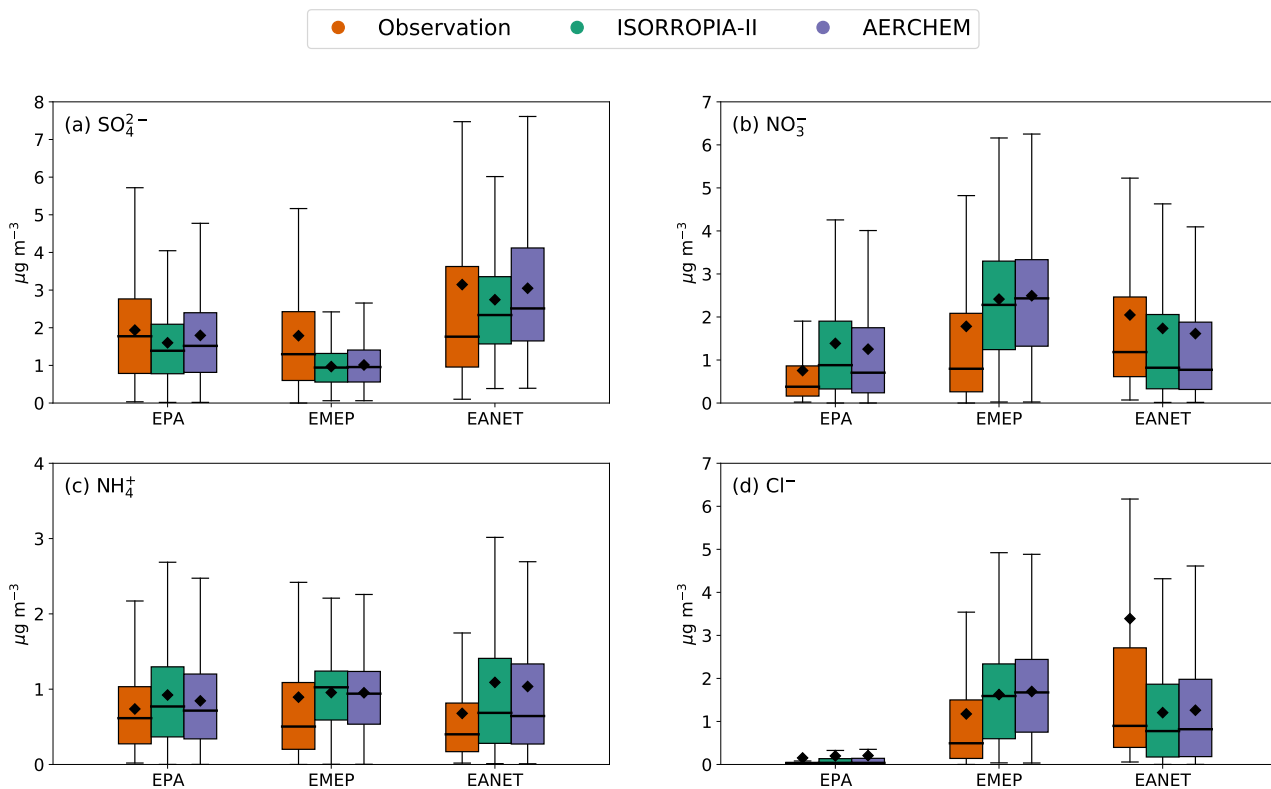 Observation ISORROPIA-II AERCHEM
(a) SO₄²⁻
8
7
6
5
4
3
2
1
0
μg m⁻³
EPA EMEP EANET
(b) NO₃⁻
7
6
5
4
3
2
1
0
μg m⁻³
EPA EMEP EANET
(c) NH₄⁺
4
3
2
1
0
μg m⁻³
EPA EMEP EANET
(d) Cl⁻
7
6
5
4
3
2
1
0
μg m⁻³
EPA EMEP EANET